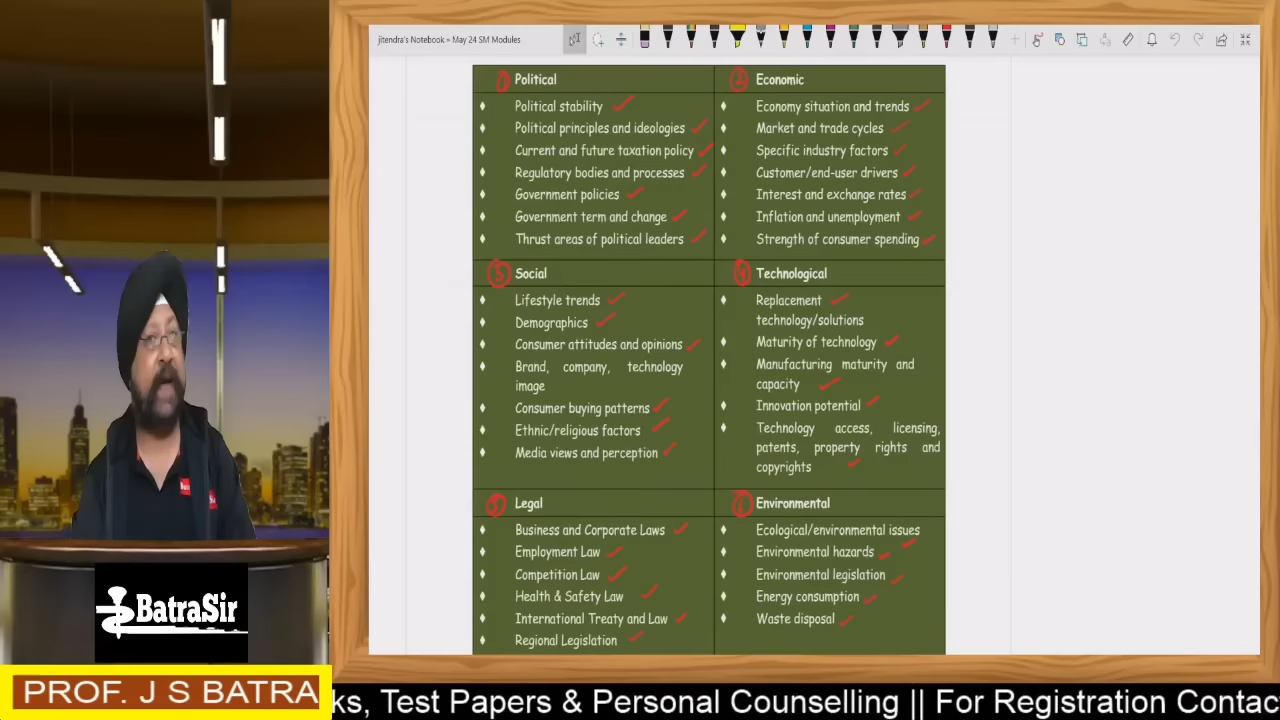 jitendra's Notebook » May 24 SM Modules
① Political
♦ Political stability
♦ Political principles and ideologies
♦ Current and future taxation policy
♦ Regulatory bodies and processes
♦ Government policies
♦ Government term and change
♦ Thrust areas of political leaders
② Economic
♦ Economy situation and trends
♦ Market and trade cycles
♦ Specific industry factors
♦ Customer/end-user drivers
♦ Interest and exchange rates
♦ Inflation and unemployment
♦ Strength of consumer spending
Social
♦ Lifestyle trends
♦ Demographics
♦ Consumer attitudes and opinions
♦ Brand, company, technology
image
♦ Consumer buying patterns
♦ Ethnic/religious factors
♦ Media views and perception
④ Technological
♦ Replacement
technology/solutions
♦ Maturity of technology
♦ Manufacturing maturity and
capacity
♦ Innovation potential
♦ Technology access, licensing,
patents, property rights and
copyrights
Legal
♦ Business and Corporate Laws
♦ Employment Law
♦ Competition Law
♦ Health & Safety Law
♦ International Treaty and Law
♦ Regional Legislation
Environmental
♦ Ecological/environmental issues
♦ Environmental hazards
♦ Environmental legislation
♦ Energy consumption
♦ Waste disposal
BatraSir
PROF. J S BATRA
ks, Test Papers & Personal Counselling || For Registration Contac